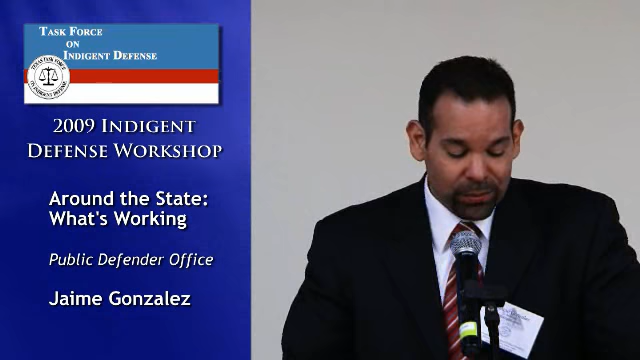 TASK FORCE
ON
INDIGENT DEFENSE
2009 INDIGENT
DEFENSE WORKSHOP
Around the State:
What's Working
Public Defender Office
Jaime Gonzalez